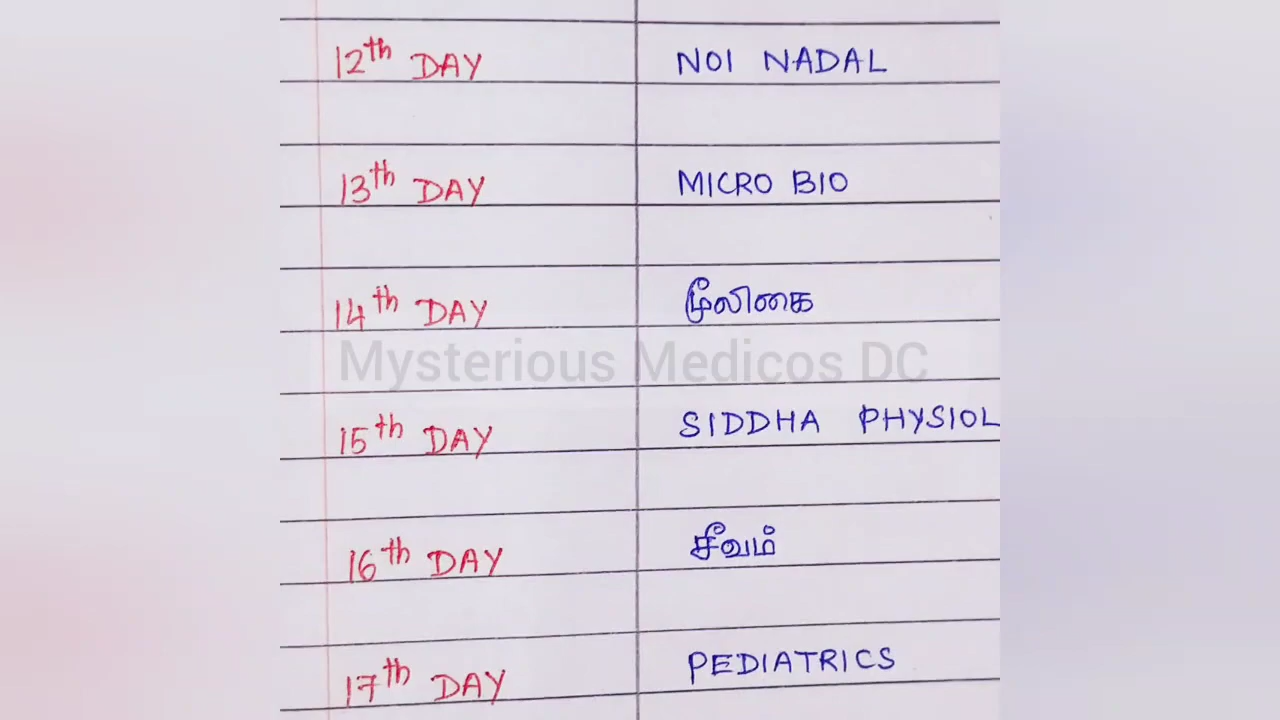 12th DAY NOI NADAL
13th DAY MICRO BIO
14th DAY மூலிகை
Mysterious Medicos DC
15th DAY SIDDHA PHYSIOL
16th DAY சீவம்
17th DAY PEDIATRICS